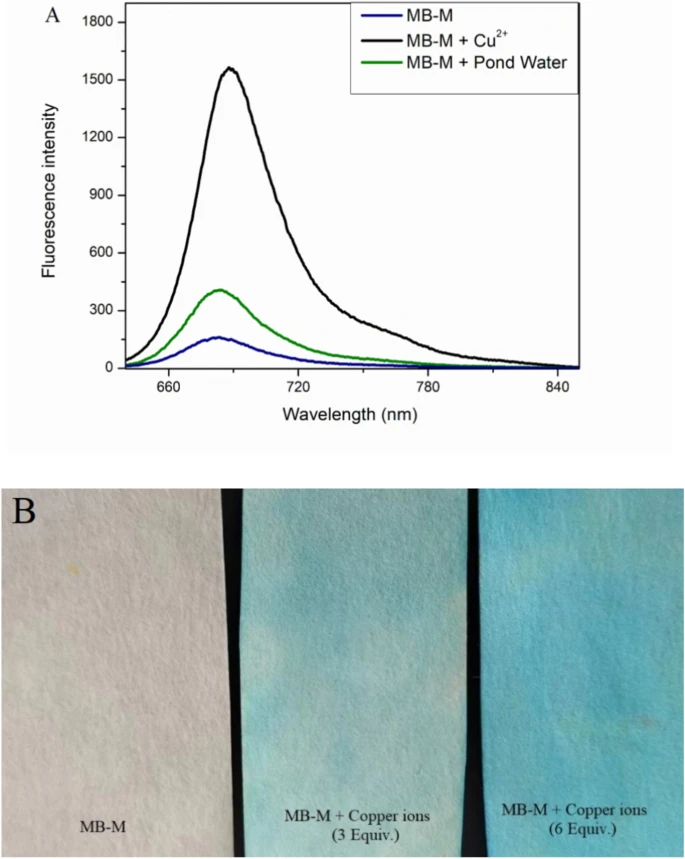 A
MB-M
MB-M + Cu²⁺
MB-M + Pond Water
1800
1500
1200
900
600
300
0
Fluorescence intensity
660
720
780
840
Wavelength (nm)
B
MB-M
MB-M + Copper ions
(3 Equiv.)
MB-M + Copper ions
(6 Equiv.)